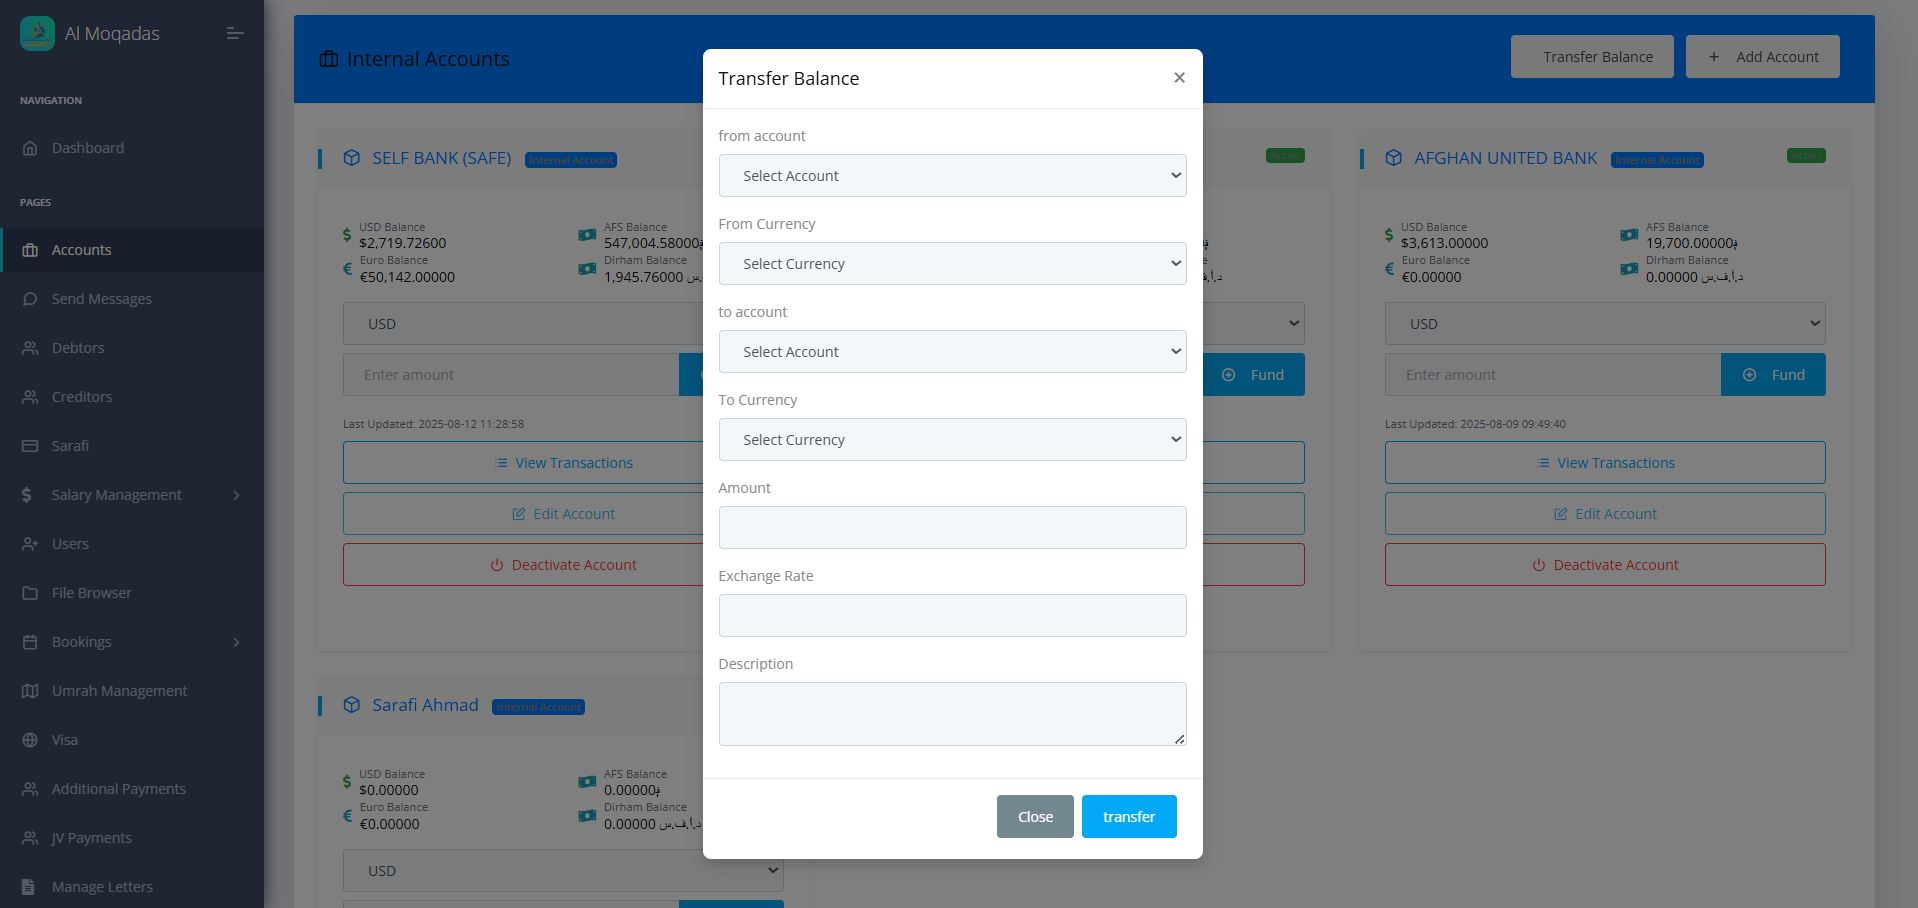 Al Moqadas
NAVIGATION
Dashboard
PAGES
Accounts
Send Messages
Debtors
Creditors
Sarafi
Salary Management
Users
File Browser
Bookings
Umrah Management
Visa
Additional Payments
JV Payments
Manage Letters
Internal Accounts
Transfer Balance
+ Add Account
SELF BANK (SAFE) Internal Account
USD Balance
$2,719.72600
AFS Balance
547,004.58000؋
Euro Balance
€50,142.00000
Dirham Balance
1,945.76000
USD
Enter amount
Last Updated: 2025-08-12 11:28:58
View Transactions
Edit Account
Deactivate Account
Transfer Balance
×
from account
Select Account
From Currency
Select Currency
to account
Select Account
To Currency
Select Currency
Amount
Exchange Rate
Description
Close
transfer
Active
Fund
AFGHAN UNITED BANK Internal Account
Active
USD Balance
$3,613.00000
AFS Balance
19,700.00000؋
Euro Balance
€0.00000
Dirham Balance
0.00000 د.أ.ف.س
USD
Enter amount
Fund
Last Updated: 2025-08-09 09:49:40
View Transactions
Edit Account
Deactivate Account
Sarafi Ahmad Internal Account
USD Balance
$0.00000
AFS Balance
0.00000؋
Euro Balance
€0.00000
Dirham Balance
0.00000 د.أ.ف.س
USD